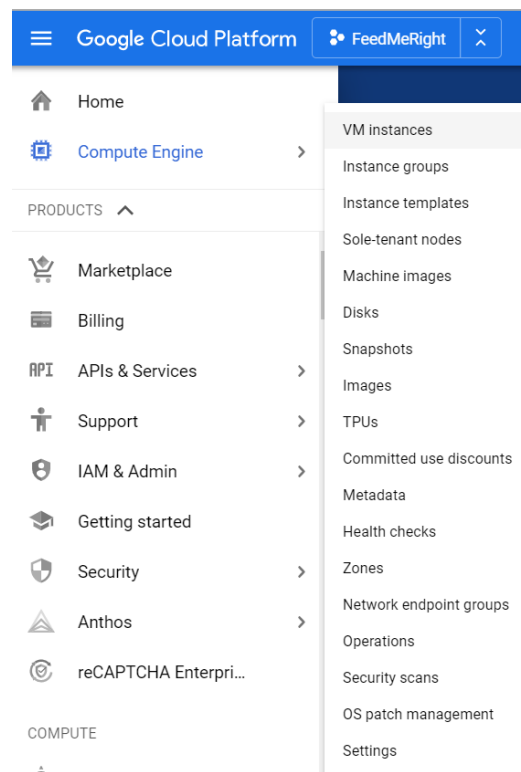 Google Cloud Platform
FeedMeRight
Home
Compute Engine
PRODUCTS
Marketplace
Billing
API APIs & Services
Support
IAM & Admin
Getting started
Security
Anthos
reCAPTCHA Enterpri...
COMPUTE
VM instances
Instance groups
Instance templates
Sole-tenant nodes
Machine images
Disks
Snapshots
Images
TPUs
Committed use discounts
Metadata
Health checks
Zones
Network endpoint groups
Operations
Security scans
OS patch management
Settings